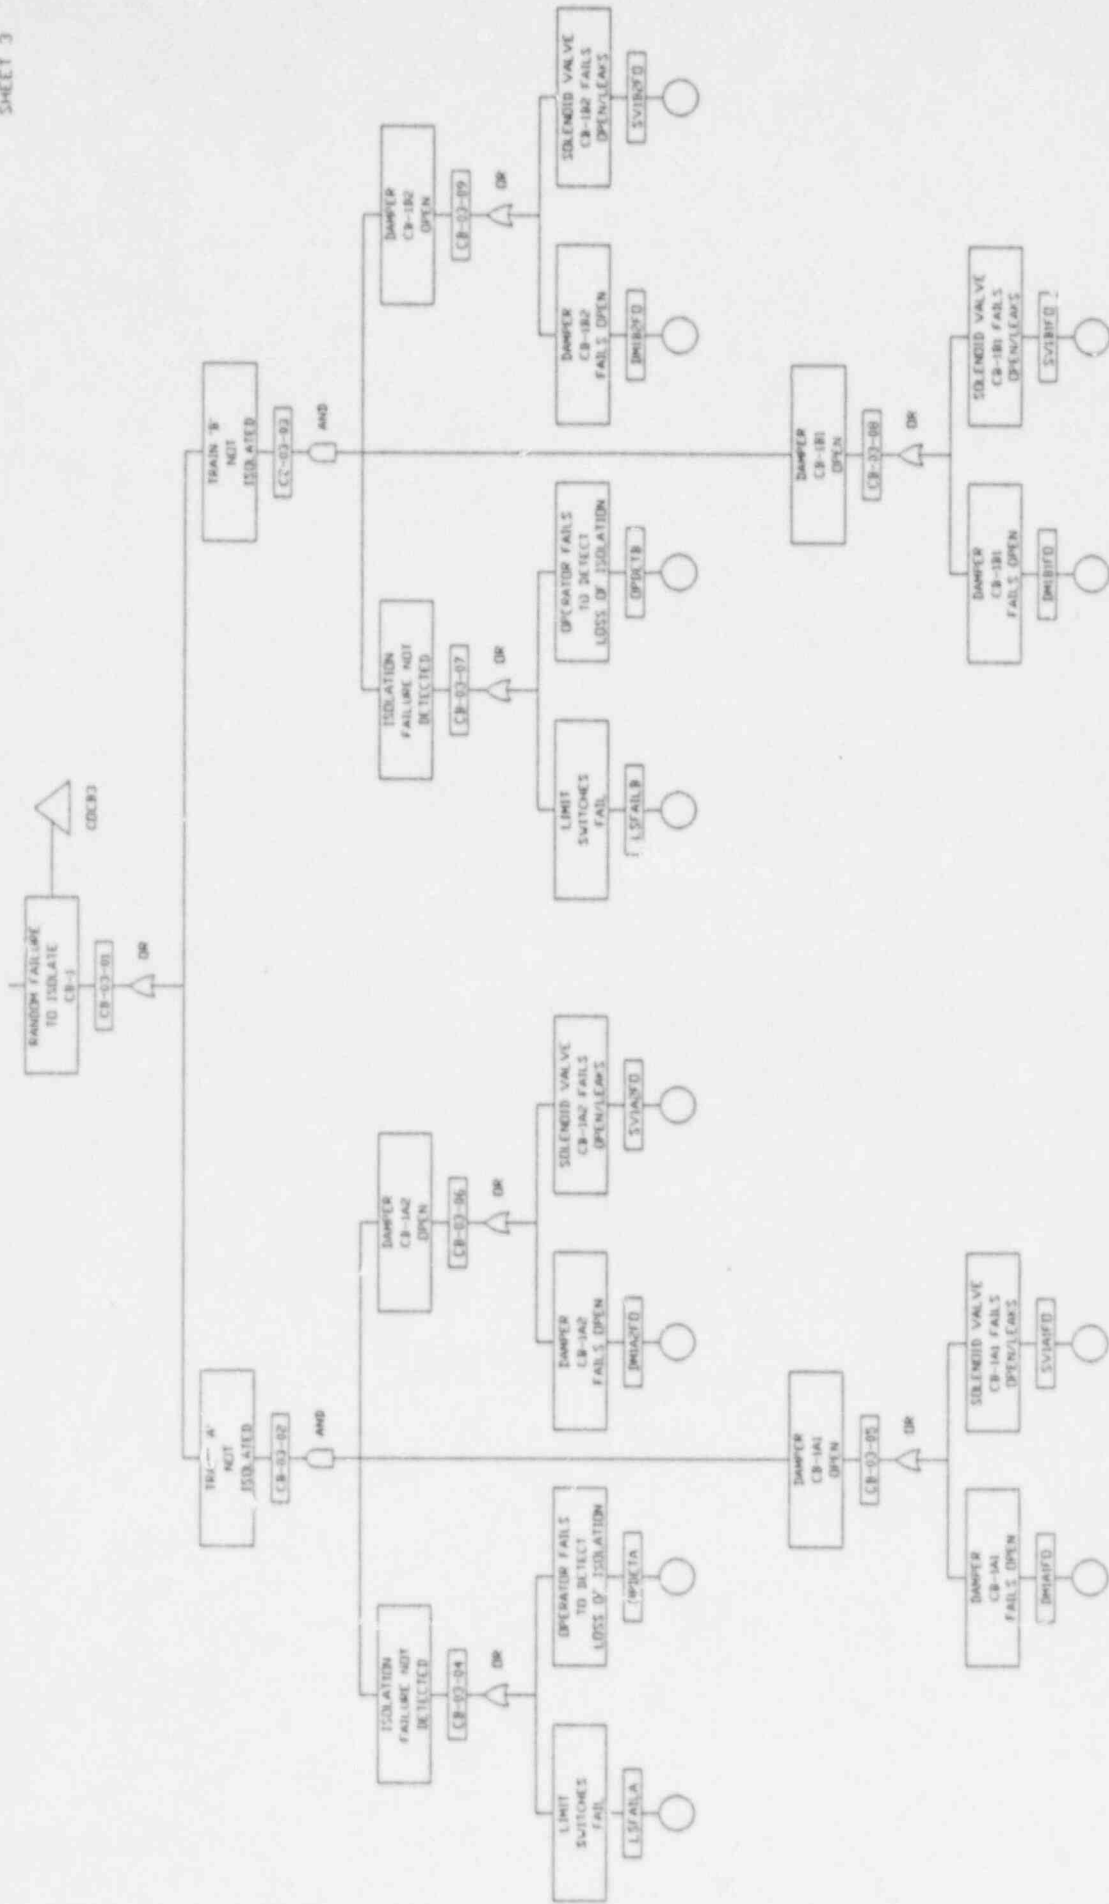 SHEET 3
RANDOM FAILURE
TO ISOLATE
CB-1
CB-03-01
OR
CDCB3
NOT
ISOLATED
CB-03-02
AND
TRAIN "B"
NOT
ISOLATED
CZ-03-03
AND
ISOLATION
FAILURE NOT
DETECTED
CB-03-04
OR
DAMPER
CB-1A2
OPEN
CB-03-06
OR
ISOLATION
FAILURE NOT
DETECTED
CB-03-07
OR
DAMPER
CB-1B2
OPEN
CB-03-09
OR
LIMIT
SWITCHES
FAIL
LSFAILA
OPERATOR FAILS
TO DETECT
LOSS OF ISOLATION
DAMPER
CB-1A2
FAILS OPEN
DM1A2FO
SOLENOID VALVE
CB-1A2 FAILS
OPEN/LEAKS
SV1A2FO
LIMIT
SWITCHES
FAIL
LSFAILB
OPERATOR FAILS
TO DETECT
LOSS OF ISOLATION
OPDETB
DAMPER
CB-1B2
FAILS OPEN
DM1B2FO
SOLENOID VALVE
CB-1B2 FAILS
OPEN/LEAKS
SV1B2FO
DAMPER
CB-1A1
OPEN
CB-03-05
OR
DAMPER
CB-1B1
OPEN
CB-03-08
OR
DAMPER
CB-1A1
FAILS OPEN
DM1A1FO
SOLENOID VALVE
CB-1A1 FAILS
OPEN/LEAKS
SV1A1FO
DAMPER
CB-1B1
FAILS OPEN
DM1B1FO
SOLENOID VALVE
CB-1B1 FAILS
OPEN/LEAKS
SV1B1FO